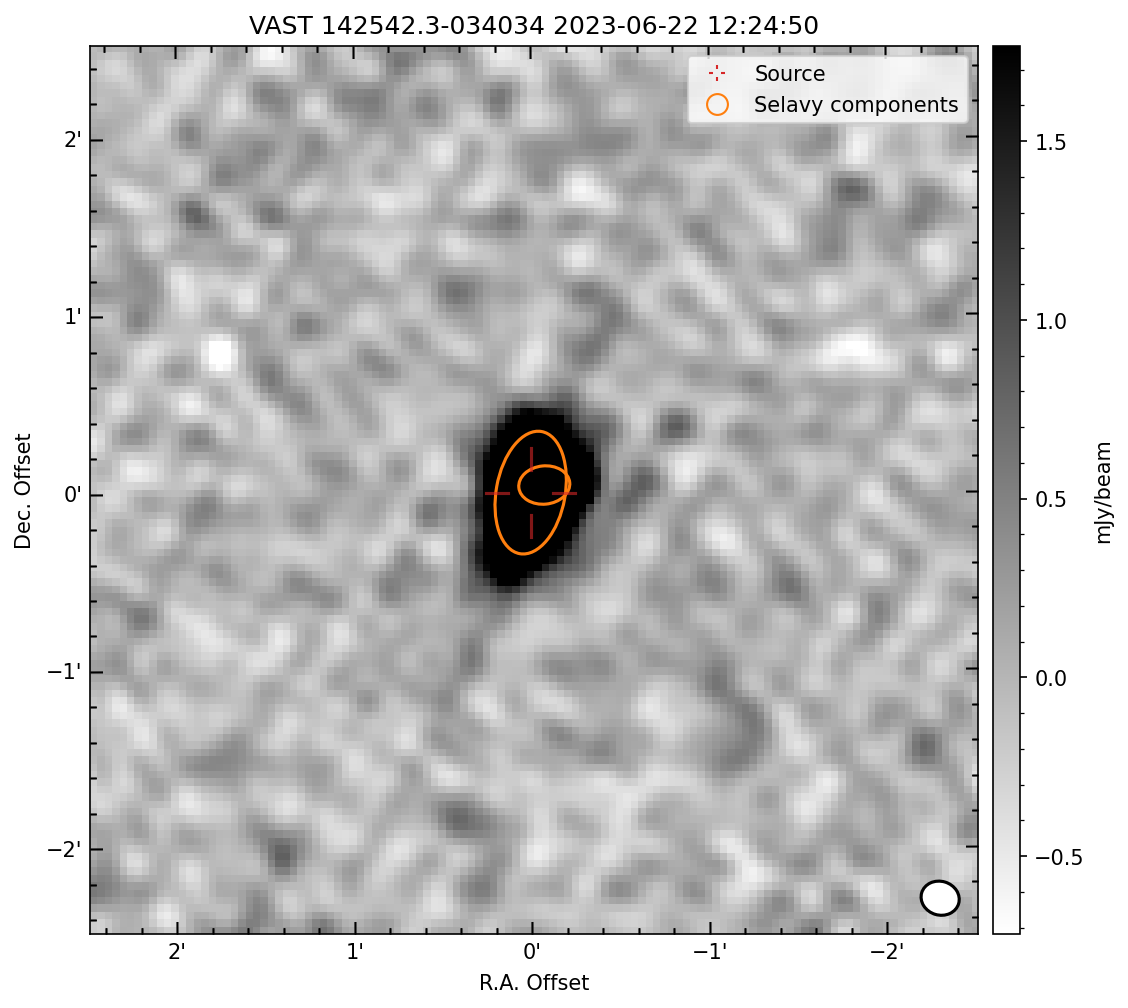 VAST 142542.3-034034 2023-06-22 12:24:50
Source
Selavy components
2'
1'
0'
−1'
−2'
Dec. Offset
2'
1'
0'
−1'
−2'
R.A. Offset
1.5
1.0
0.5
0.0
−0.5
mJy/beam